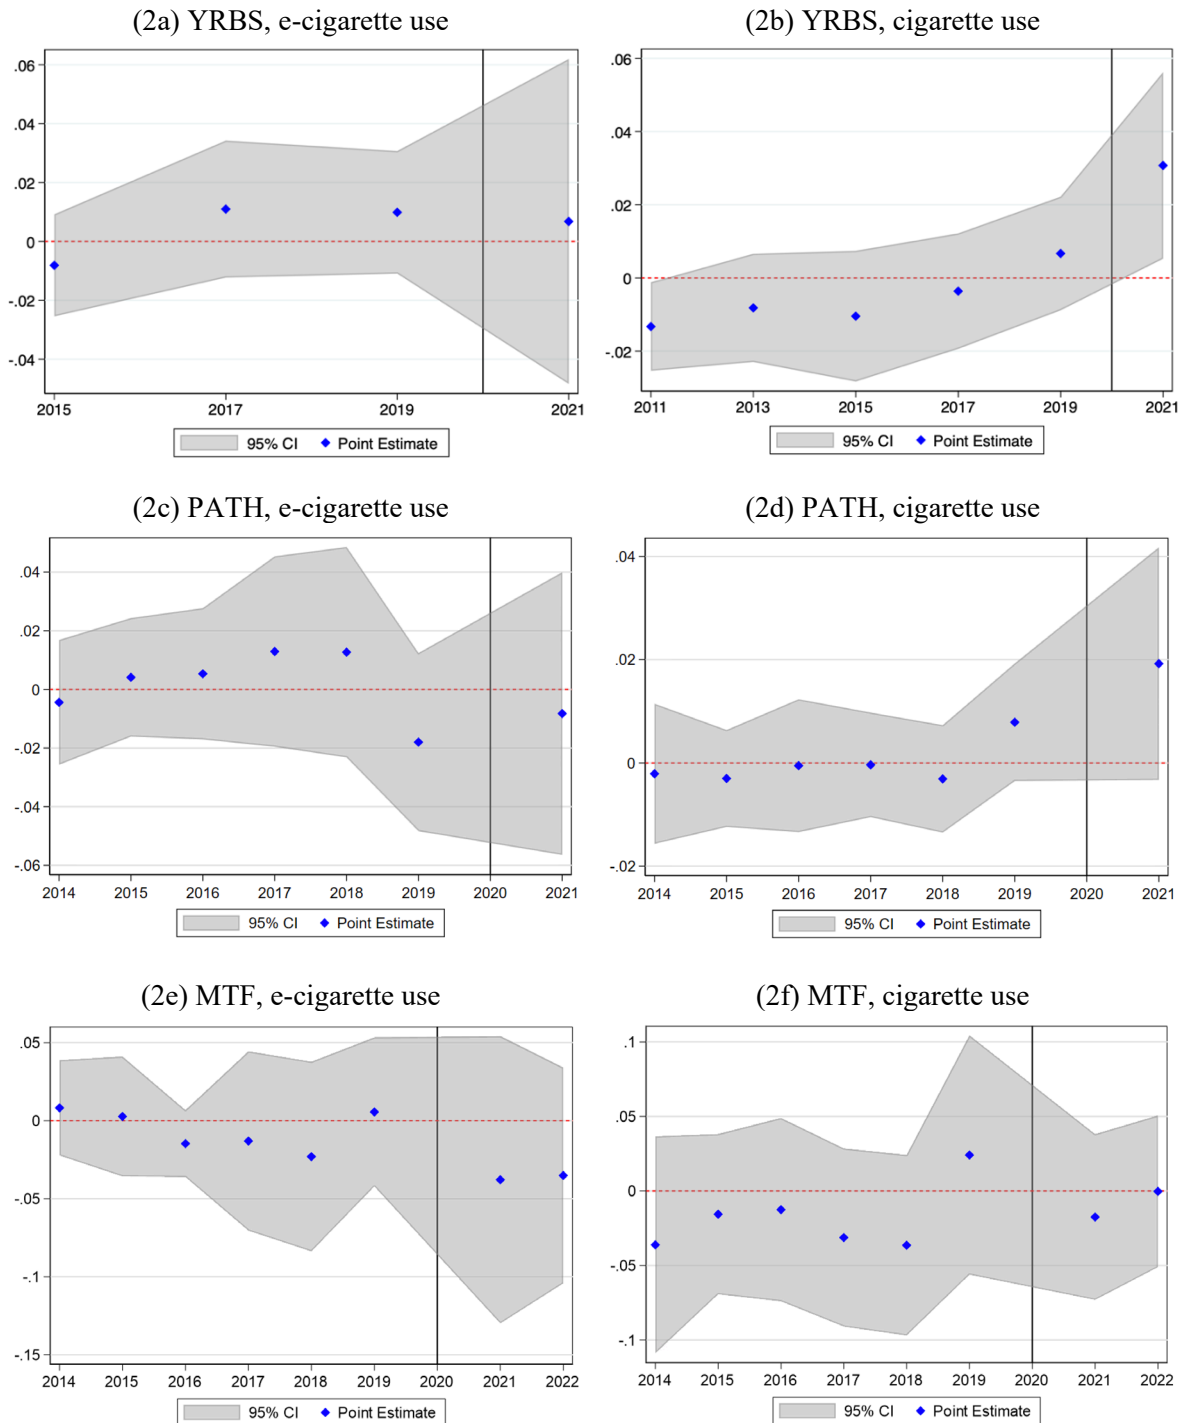 (2a) YRBS, e-cigarette use
.06
.04
.02
0
-.02
-.04
2015 2017 2019 2021
95% CI Point Estimate
(2b) YRBS, cigarette use
.06
.04
.02
0
-.02
2011 2013 2015 2017 2019 2021
95% CI Point Estimate
(2c) PATH, e-cigarette use
.04
.02
0
-.02
-.04
-.06
2014 2015 2016 2017 2018 2019 2020 2021
95% CI Point Estimate
(2d) PATH, cigarette use
.04
.02
0
-.02
2014 2015 2016 2017 2018 2019 2020 2021
95% CI Point Estimate
(2e) MTF, e-cigarette use
.05
0
-.05
-.1
-.15
2014 2015 2016 2017 2018 2019 2020 2021 2022
95% CI Point Estimate
(2f) MTF, cigarette use
.1
.05
0
-.05
-.1
2014 2015 2016 2017 2018 2019 2020 2021 2022
95% CI Point Estimate